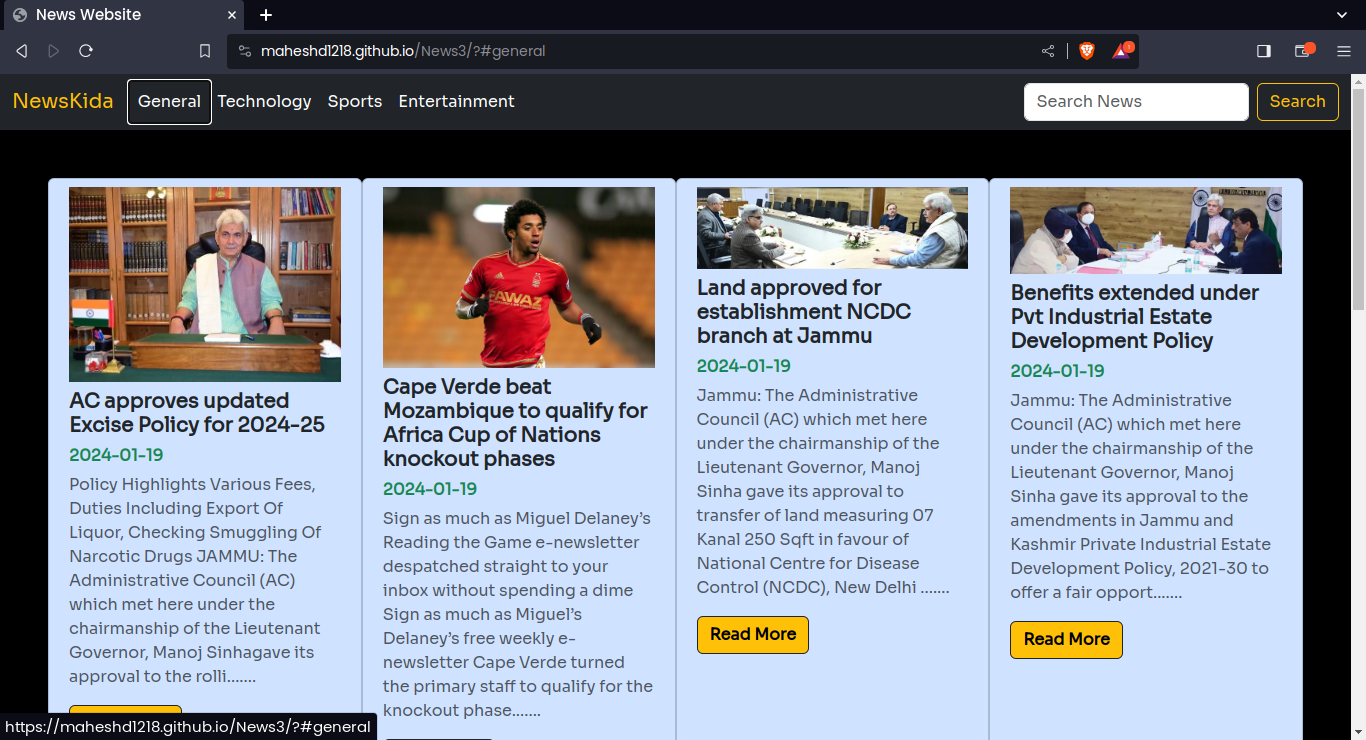 News Website
maheshd1218.github.io/News3/?#general
NewsKida General Technology Sports Entertainment Search News Search
AC approves updated
Excise Policy for 2024-25
2024-01-19
Policy Highlights Various Fees,
Duties Including Export Of
Liquor, Checking Smuggling Of
Narcotic Drugs JAMMU: The
Administrative Council (AC)
which met here under the
chairmanship of the Lieutenant
Governor, Manoj Sinhagave its
approval to the rolli.......
FAWAZ
Cape Verde beat
Mozambique to qualify for
Africa Cup of Nations
knockout phases
2024-01-19
Sign as much as Miguel Delaney’s
Reading the Game e-newsletter
despatched straight to your
inbox without spending a dime
Sign as much as Miguel’s
Delaney’s free weekly e-
newsletter Cape Verde turned
the primary staff to qualify for the
knockout phase.......
Land approved for
establishment NCDC
branch at Jammu
2024-01-19
Jammu: The Administrative
Council (AC) which met here
under the chairmanship of the
Lieutenant Governor, Manoj
Sinha gave its approval to
transfer of land measuring 07
Kanal 250 Sqft in favour of
National Centre for Disease
Control (NCDC), New Delhi .......
Read More
Benefits extended under
Pvt Industrial Estate
Development Policy
2024-01-19
Jammu: The Administrative
Council (AC) which met here
under the chairmanship of the
Lieutenant Governor, Manoj
Sinha gave its approval to the
amendments in Jammu and
Kashmir Private Industrial Estate
Development Policy, 2021-30 to
offer a fair opport.......
Read More
https://maheshd1218.github.io/News3/?#general